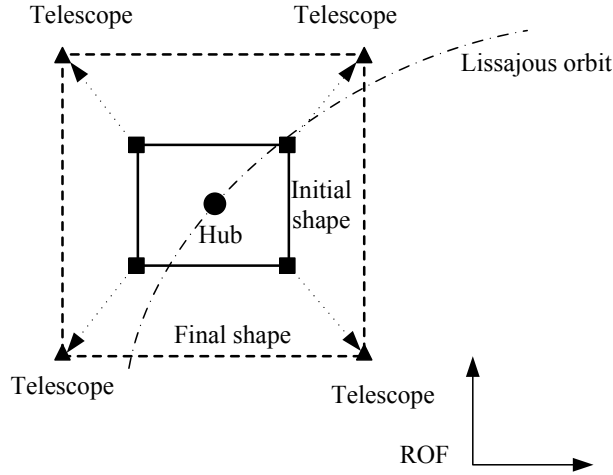 Telescope
Telescope
Lissajous orbit
Initial
shape
Hub
Final shape
Telescope
Telescope
ROF